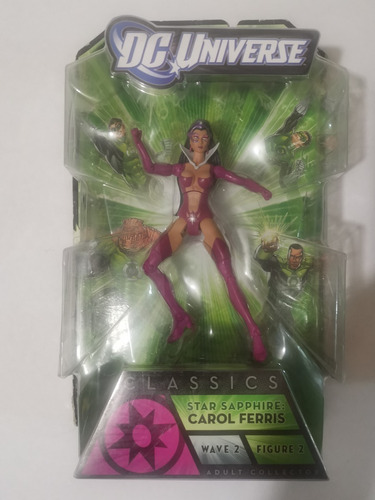 DC UNIVERSE
CLASSICS
STAR SAPPHIRE:
CAROL FERRIS
WAVE 2 FIGURE 2
ADULT COLLECTOR